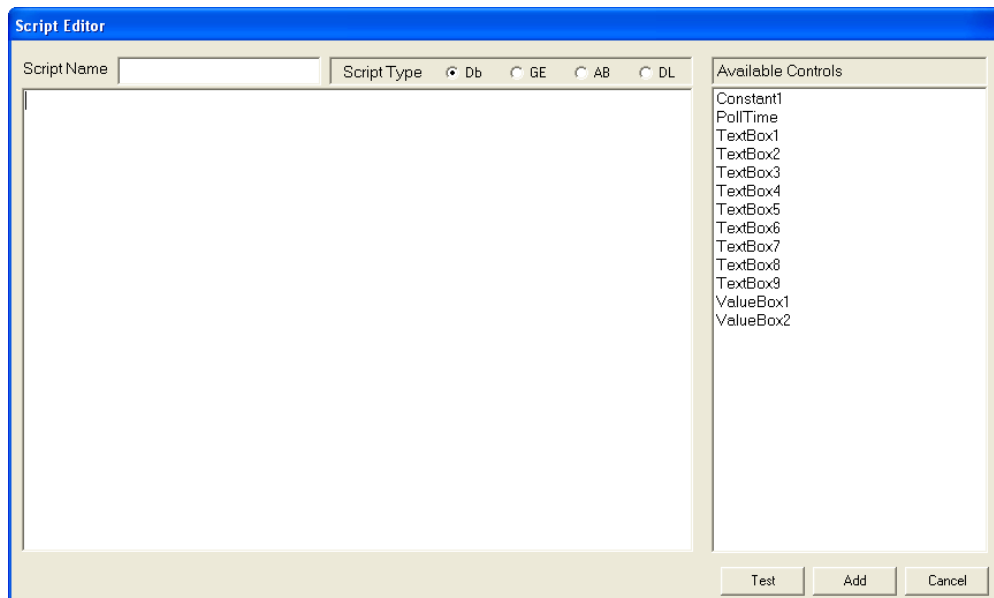 Script Editor
Script Name
Script Type Db GE AB DL
Available Controls
Constant1
PollTime
TextBox1
TextBox2
TextBox3
TextBox4
TextBox5
TextBox6
TextBox7
TextBox8
TextBox9
ValueBox1
ValueBox2
Test Add Cancel